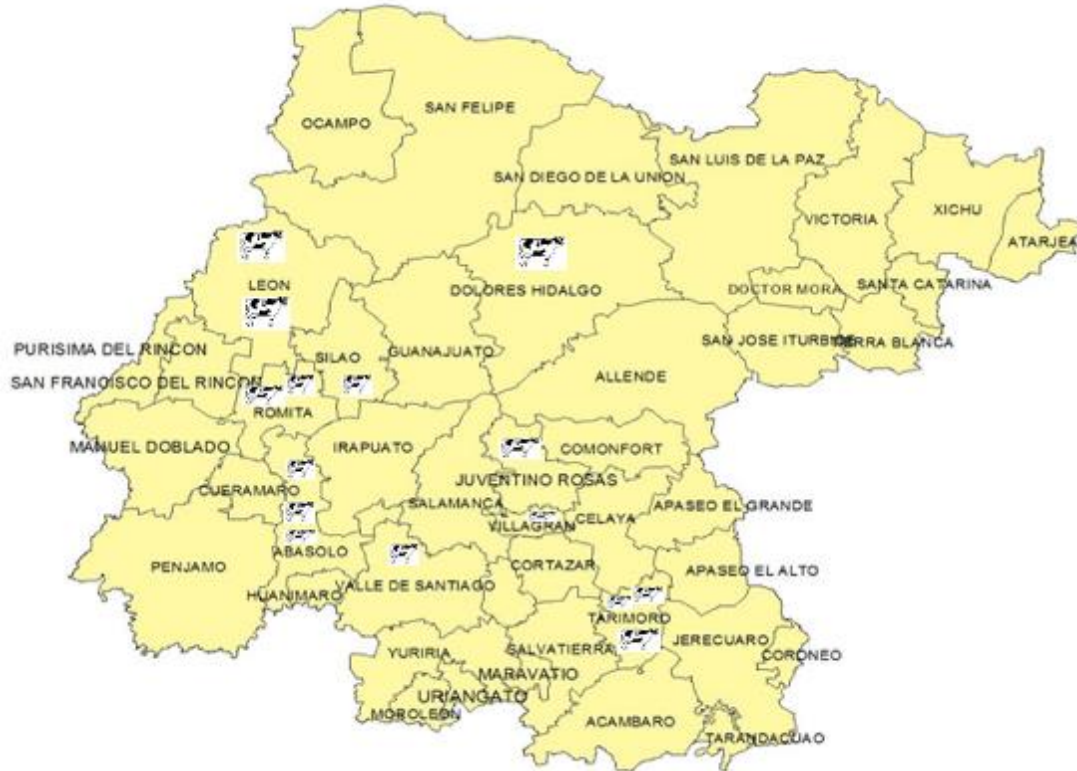 SAN FELIPE
OCAMPO
SAN LUIS DE LA PAZ
SAN DIEGO DE LA UNION
VICTORIA
XICHU
ATARJEA
LEON
DOLORES HIDALGO
DOCTOR MORA
SANTA CATARINA
PURISIMA DEL RINCON
SILAO
GUANAJUATO
SAN JOSE ITURBIDE
TIERRA BLANCA
SAN FRANCISCO DEL RINCON
ALLENDE
ROMITA
MANUEL DOBLADO
IRAPUATO
COMONFORT
CUERAMARO
JUVENTINO ROSAS
SALAMANCA
APASEO EL GRANDE
VILLAGRAN
CELAYA
ABASOLO
PENJAMO
CORTAZAR
APASEO EL ALTO
HUANIMARO
VALLE DE SANTIAGO
TARIMORO
JERECUARO
YURIRIA
SALVATIERRA
CORONEO
MARAVATIO
URIANGATO
MOROLEON
ACAMBARO
TARANDACUAO